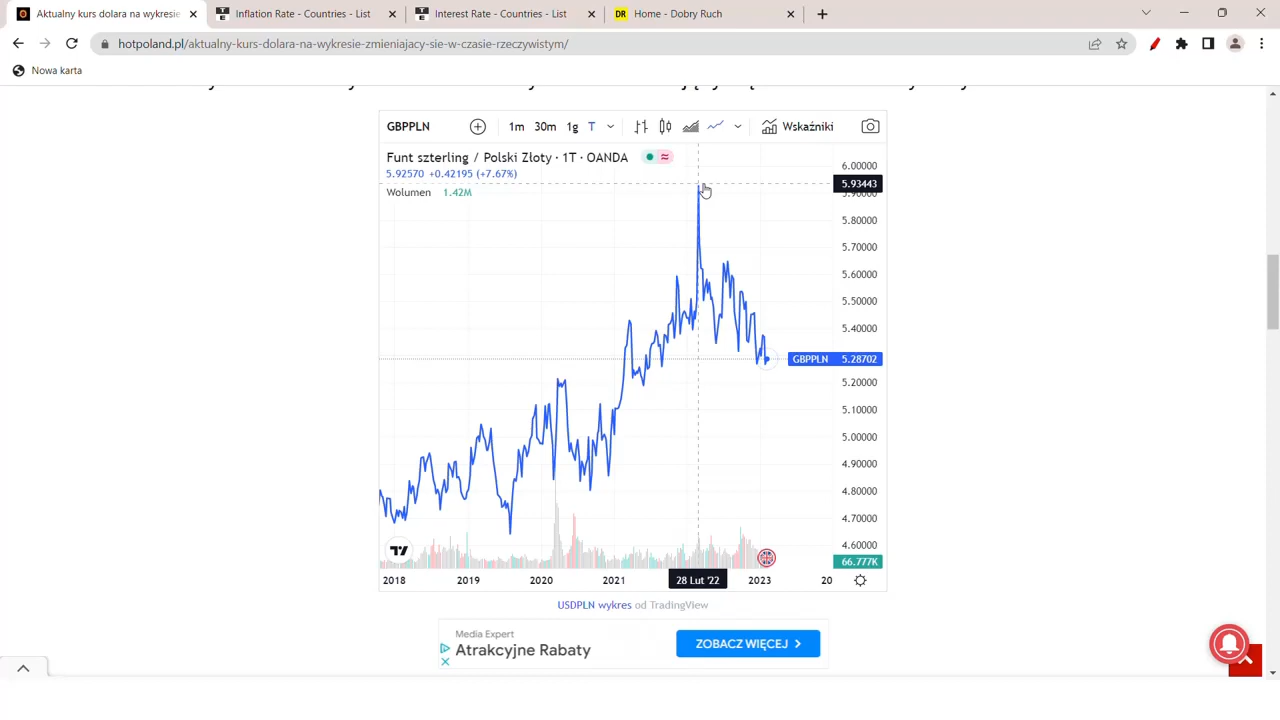 Aktualny kurs dolara na wykresie
Inflation Rate - Countries - List
Interest Rate - Countries - List
DR Home - Dobry Ruch
hotpoland.pl/aktualny-kurs-dolara-na-wykresie-zmieniajacy-sie-w-czasie-rzeczywistym/
Nowa karta
GBPPLN 1m 30m 1g T Wskaźniki
Funt szterling / Polski Złoty · 1T · OANDA
5.92570 +0.42195 (+7.67%)
Wolumen 1.42M
6.00000
5.93443
5.80000
5.70000
5.60000
5.50000
5.40000
GBPPLN 5.28702
5.20000
5.10000
5.00000
4.90000
4.80000
4.70000
4.60000
66.777K
2018 2019 2020 2021 28 Lut '22 2023 20
USDPLN wykres od TradingView
Media Expert
Atrakcyjne Rabaty
ZOBACZ WIĘCEJ